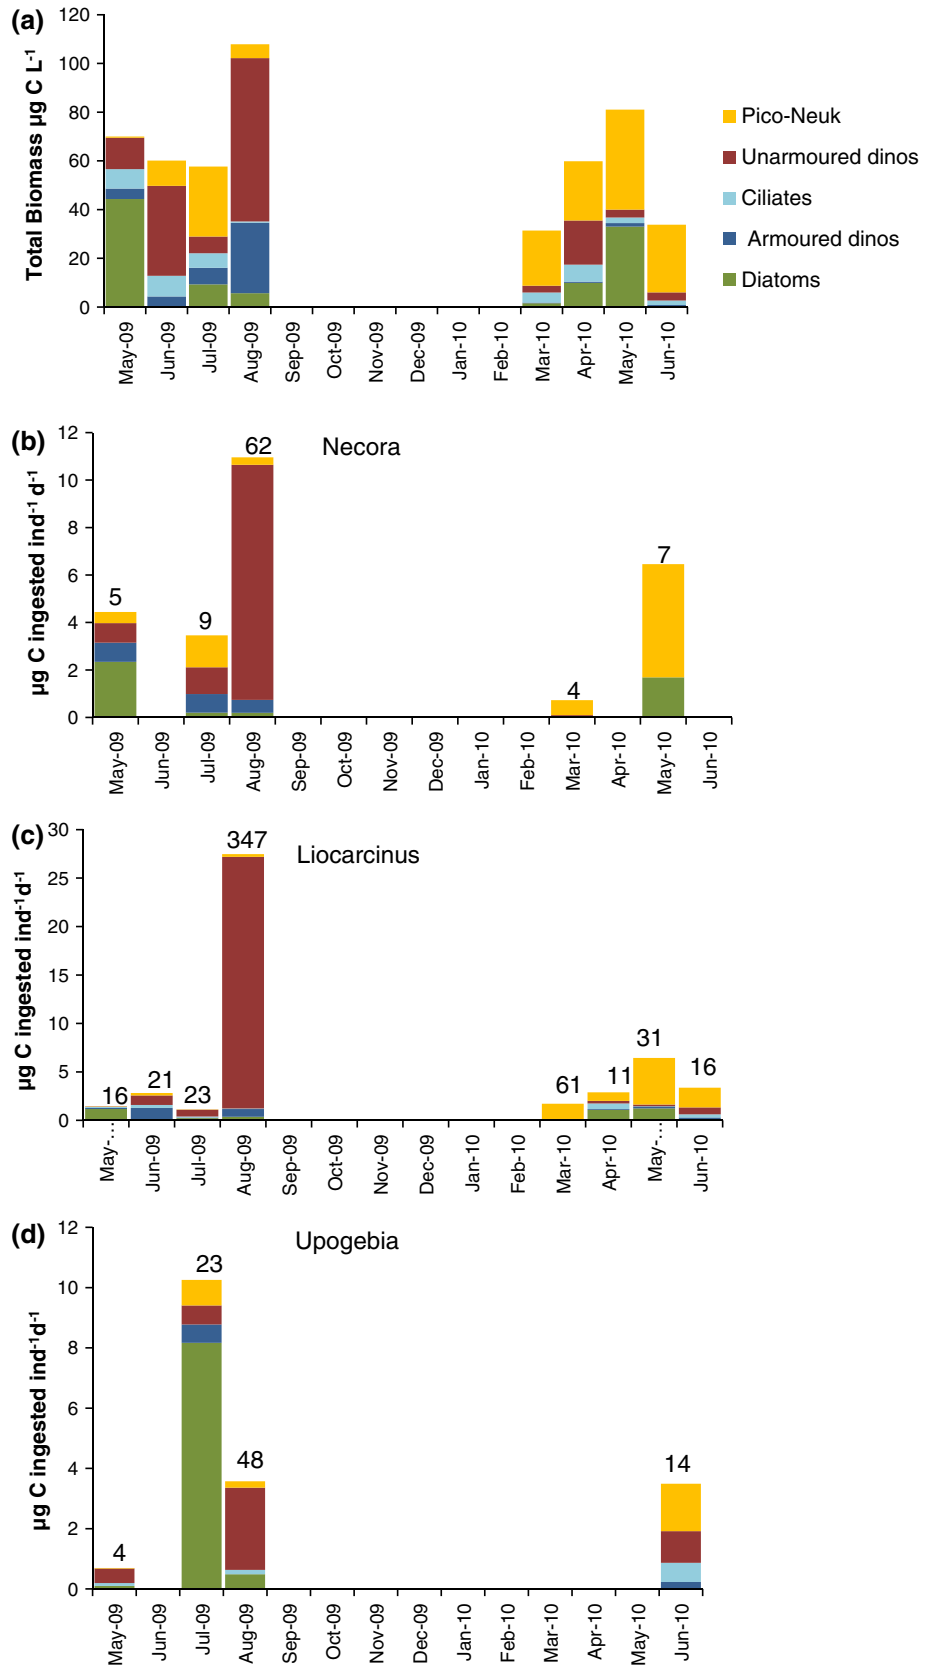 (a)
Total Biomass µg C L-1
120
100
80
60
40
20
0
May-09
Jun-09
Jul-09
Aug-09
Sep-09
Oct-09
Nov-09
Dec-09
Jan-10
Feb-10
Mar-10
Apr-10
May-10
Jun-10
Pico-Neuk
Unarmoured dinos
Ciliates
Armoured dinos
Diatoms
(b)
Necora
µg C ingested ind-1 d-1
12
10
8
6
4
2
0
5
9
62
4
7
May-09
Jun-09
Jul-09
Aug-09
Sep-09
Oct-09
Nov-09
Dec-09
Jan-10
Feb-10
Mar-10
Apr-10
May-10
Jun-10
(c)
Liocarcinus
µg C ingested ind-1d-1
30
25
20
15
10
5
0
16
21
23
347
61
11
31
16
May-...
Jun-09
Jul-09
Aug-09
Sep-09
Oct-09
Nov-09
Dec-09
Jan-10
Feb-10
Mar-10
Apr-10
May-...
Jun-10
(d)
Upogebia
µg C ingested ind-1d-1
12
10
8
6
4
2
0
4
23
48
14
May-09
Jun-09
Jul-09
Aug-09
Sep-09
Oct-09
Nov-09
Dec-09
Jan-10
Feb-10
Mar-10
Apr-10
May-10
Jun-10